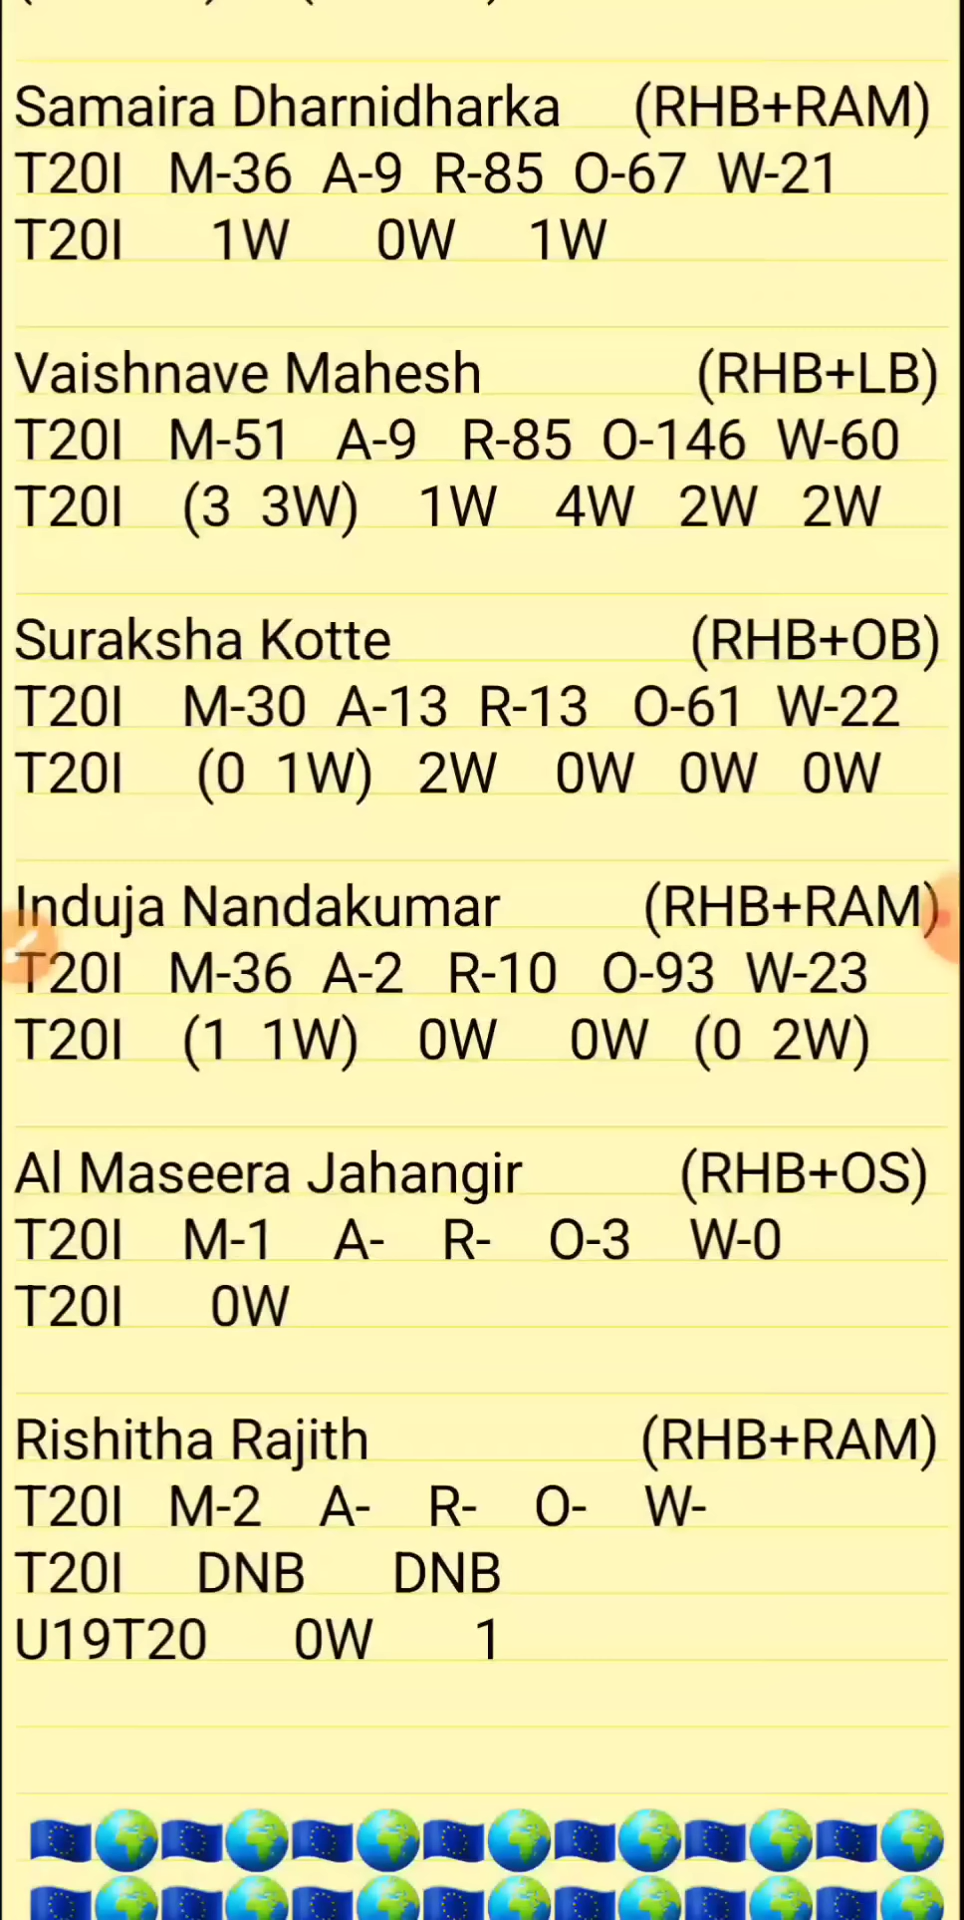 Samaira Dharnidharka (RHB+RAM)
T20I M-36 A-9 R-85 O-67 W-21
T20I 1W 0W 1W
Vaishnave Mahesh (RHB+LB)
T20I M-51 A-9 R-85 O-146 W-60
T20I (3 3W) 1W 4W 2W 2W
Suraksha Kotte (RHB+OB)
T20I M-30 A-13 R-13 O-61 W-22
T20I (0 1W) 2W 0W 0W 0W
Induja Nandakumar (RHB+RAM)
T20I M-36 A-2 R-10 O-93 W-23
T20I (1 1W) 0W 0W (0 2W)
Al Maseera Jahangir (RHB+OS)
T20I M-1 A- R- O-3 W-0
T20I 0W
Rishitha Rajith (RHB+RAM)
T20I M-2 A- R- O- W-
T20I DNB DNB
U19T20 0W 1